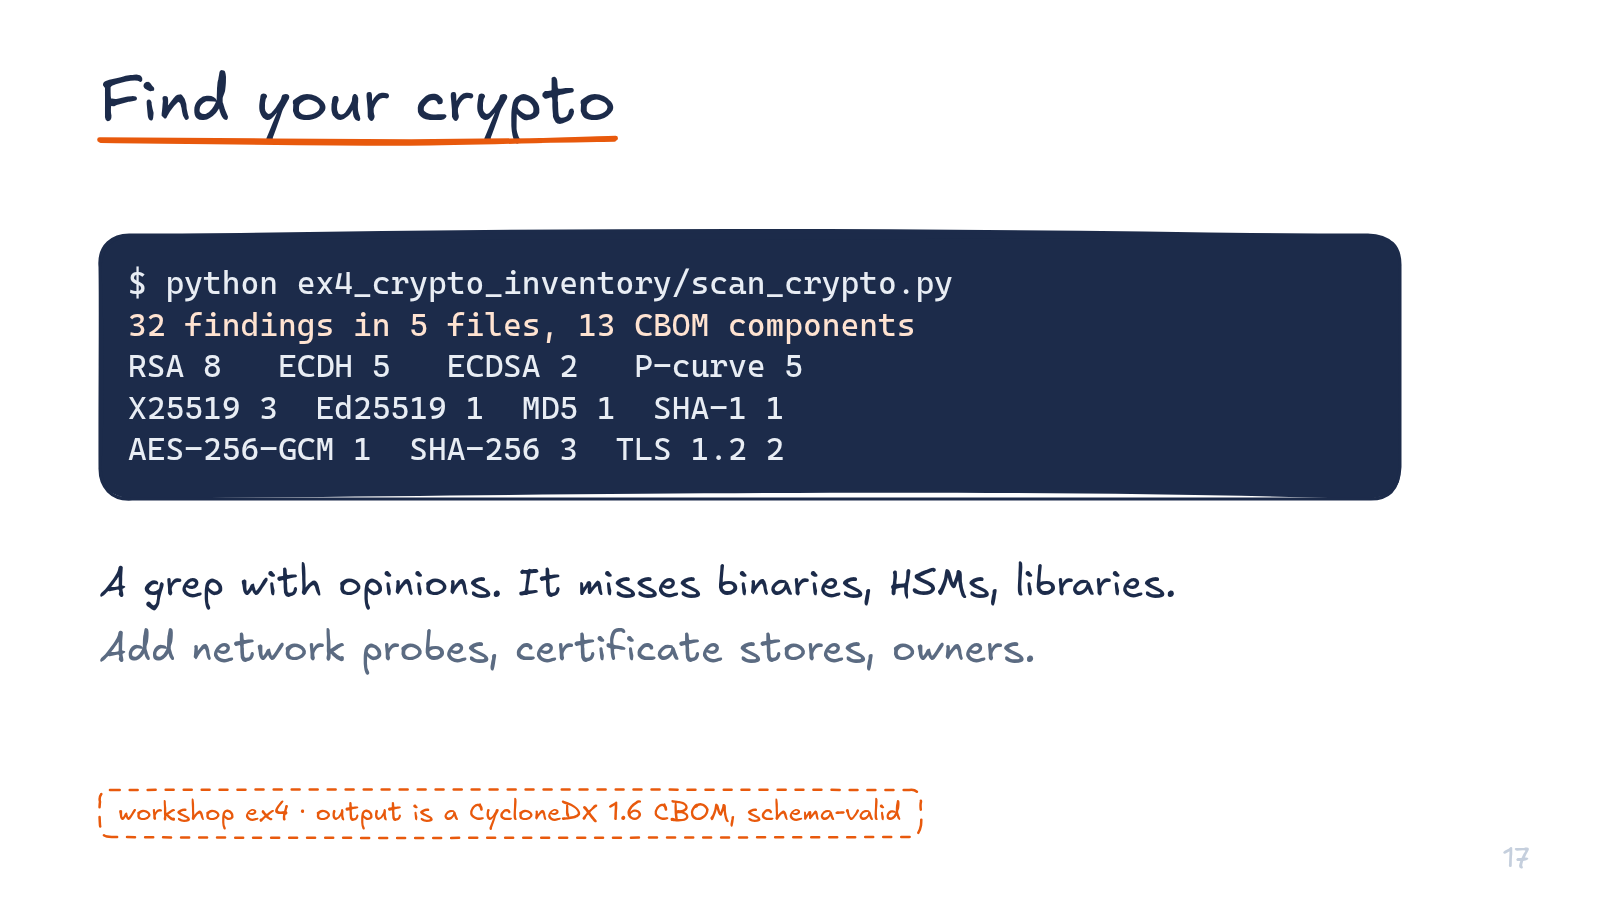 Find your crypto
$ python ex4_crypto_inventory/scan_crypto.py
32 findings in 5 files, 13 CBOM components
RSA 8   ECDH 5   ECDSA 2   P-curve 5
X25519 3  Ed25519 1  MD5 1  SHA-1 1
AES-256-GCM 1  SHA-256 3  TLS 1.2 2
A grep with opinions. It misses binaries, HSMs, libraries.
Add network probes, certificate stores, owners.
workshop ex4 · output is a CycloneDX 1.6 CBOM, schema-valid
17